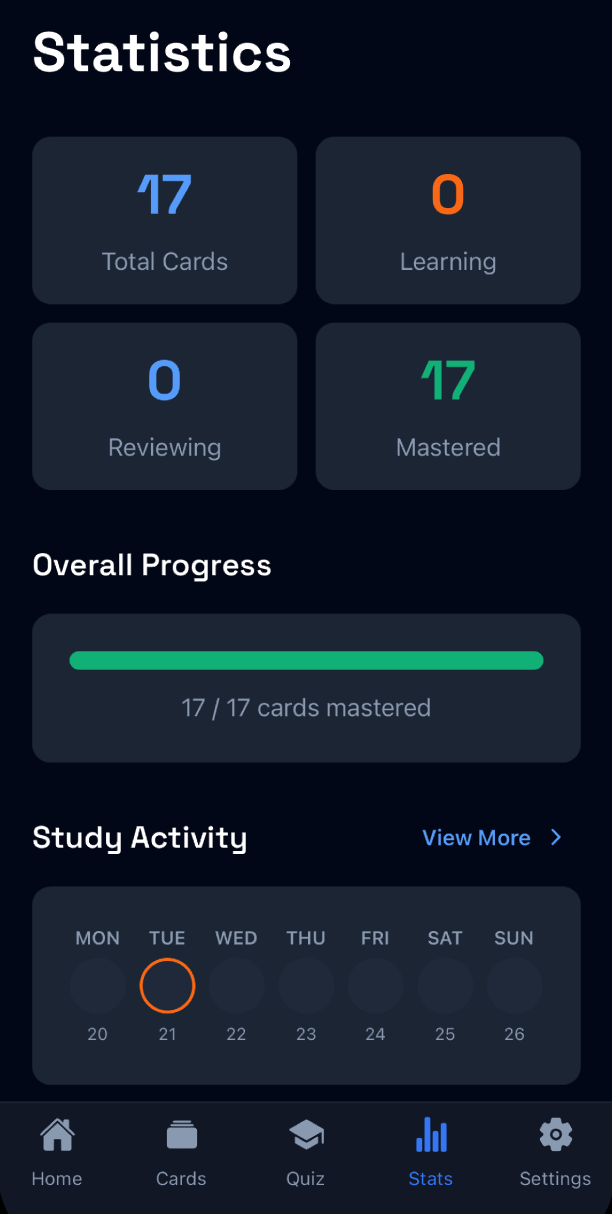 Statistics
17 0
Total Cards Learning
0 17
Reviewing Mastered
Overall Progress
17 / 17 cards mastered
Study Activity View More
MON TUE WED THU FRI SAT SUN
20 21 22 23 24 25 26
Home Cards Quiz Stats Settings